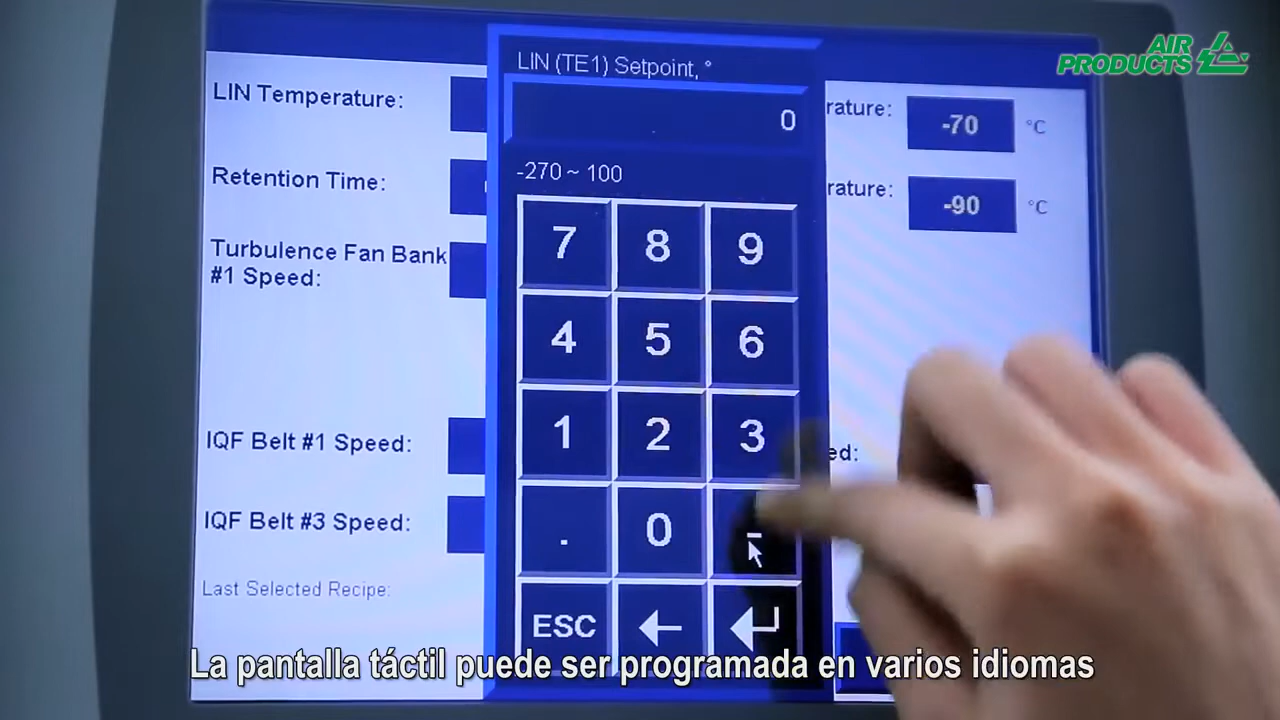 AIR
PRODUCTS
LIN (TE1) Setpoint, °
0
-270 ~ 100
7 8 9
4 5 6
1 2 3
. 0 -
ESC
LIN Temperature:
Retention Time:
Turbulence Fan Bank
#1 Speed:
IQF Belt #1 Speed:
IQF Belt #3 Speed:
Last Selected Recipe:
rature: -70 °C
rature: -90 °C
ed:
La pantalla táctil puede ser programada en varios idiomas